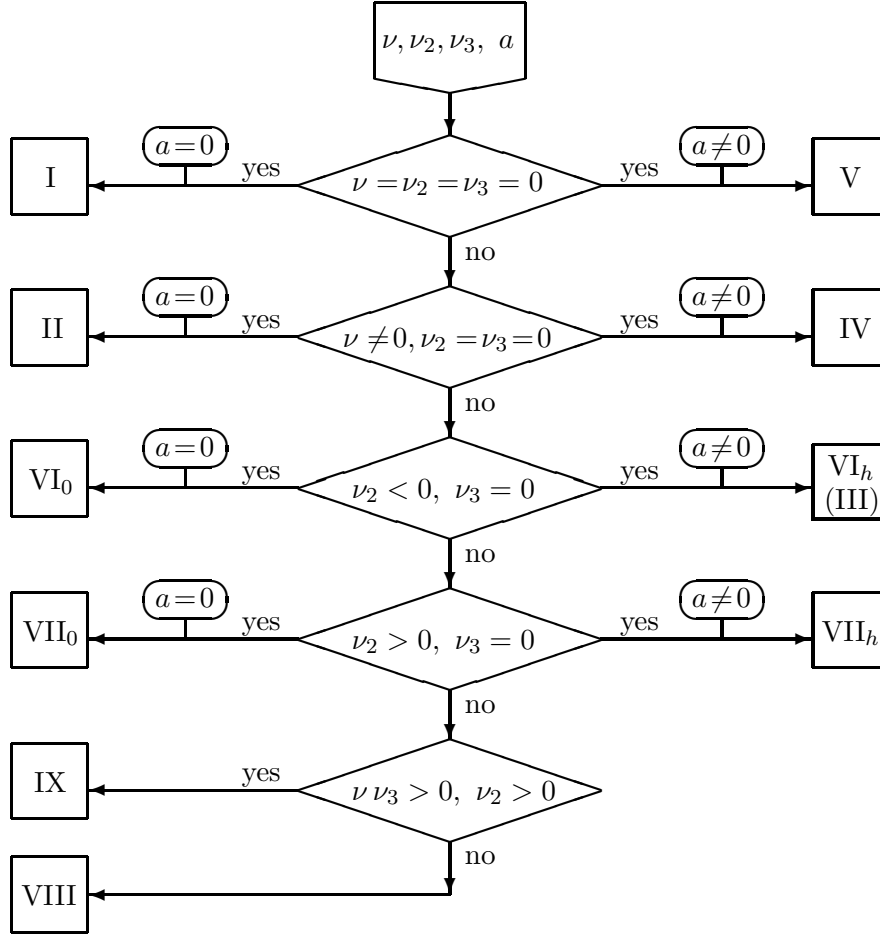 ν, ν₂, ν₃, a
a = 0
a ≠ 0
I
yes
ν = ν₂ = ν₃ = 0
yes
V
no
a = 0
a ≠ 0
II
yes
ν ≠ 0, ν₂ = ν₃ = 0
yes
IV
no
a = 0
a ≠ 0
VI₀
yes
ν₂ < 0, ν₃ = 0
yes
VIₕ
(III)
no
a = 0
a ≠ 0
VII₀
yes
ν₂ > 0, ν₃ = 0
yes
VIIₕ
no
IX
yes
ν ν₃ > 0, ν₂ > 0
no
VIII